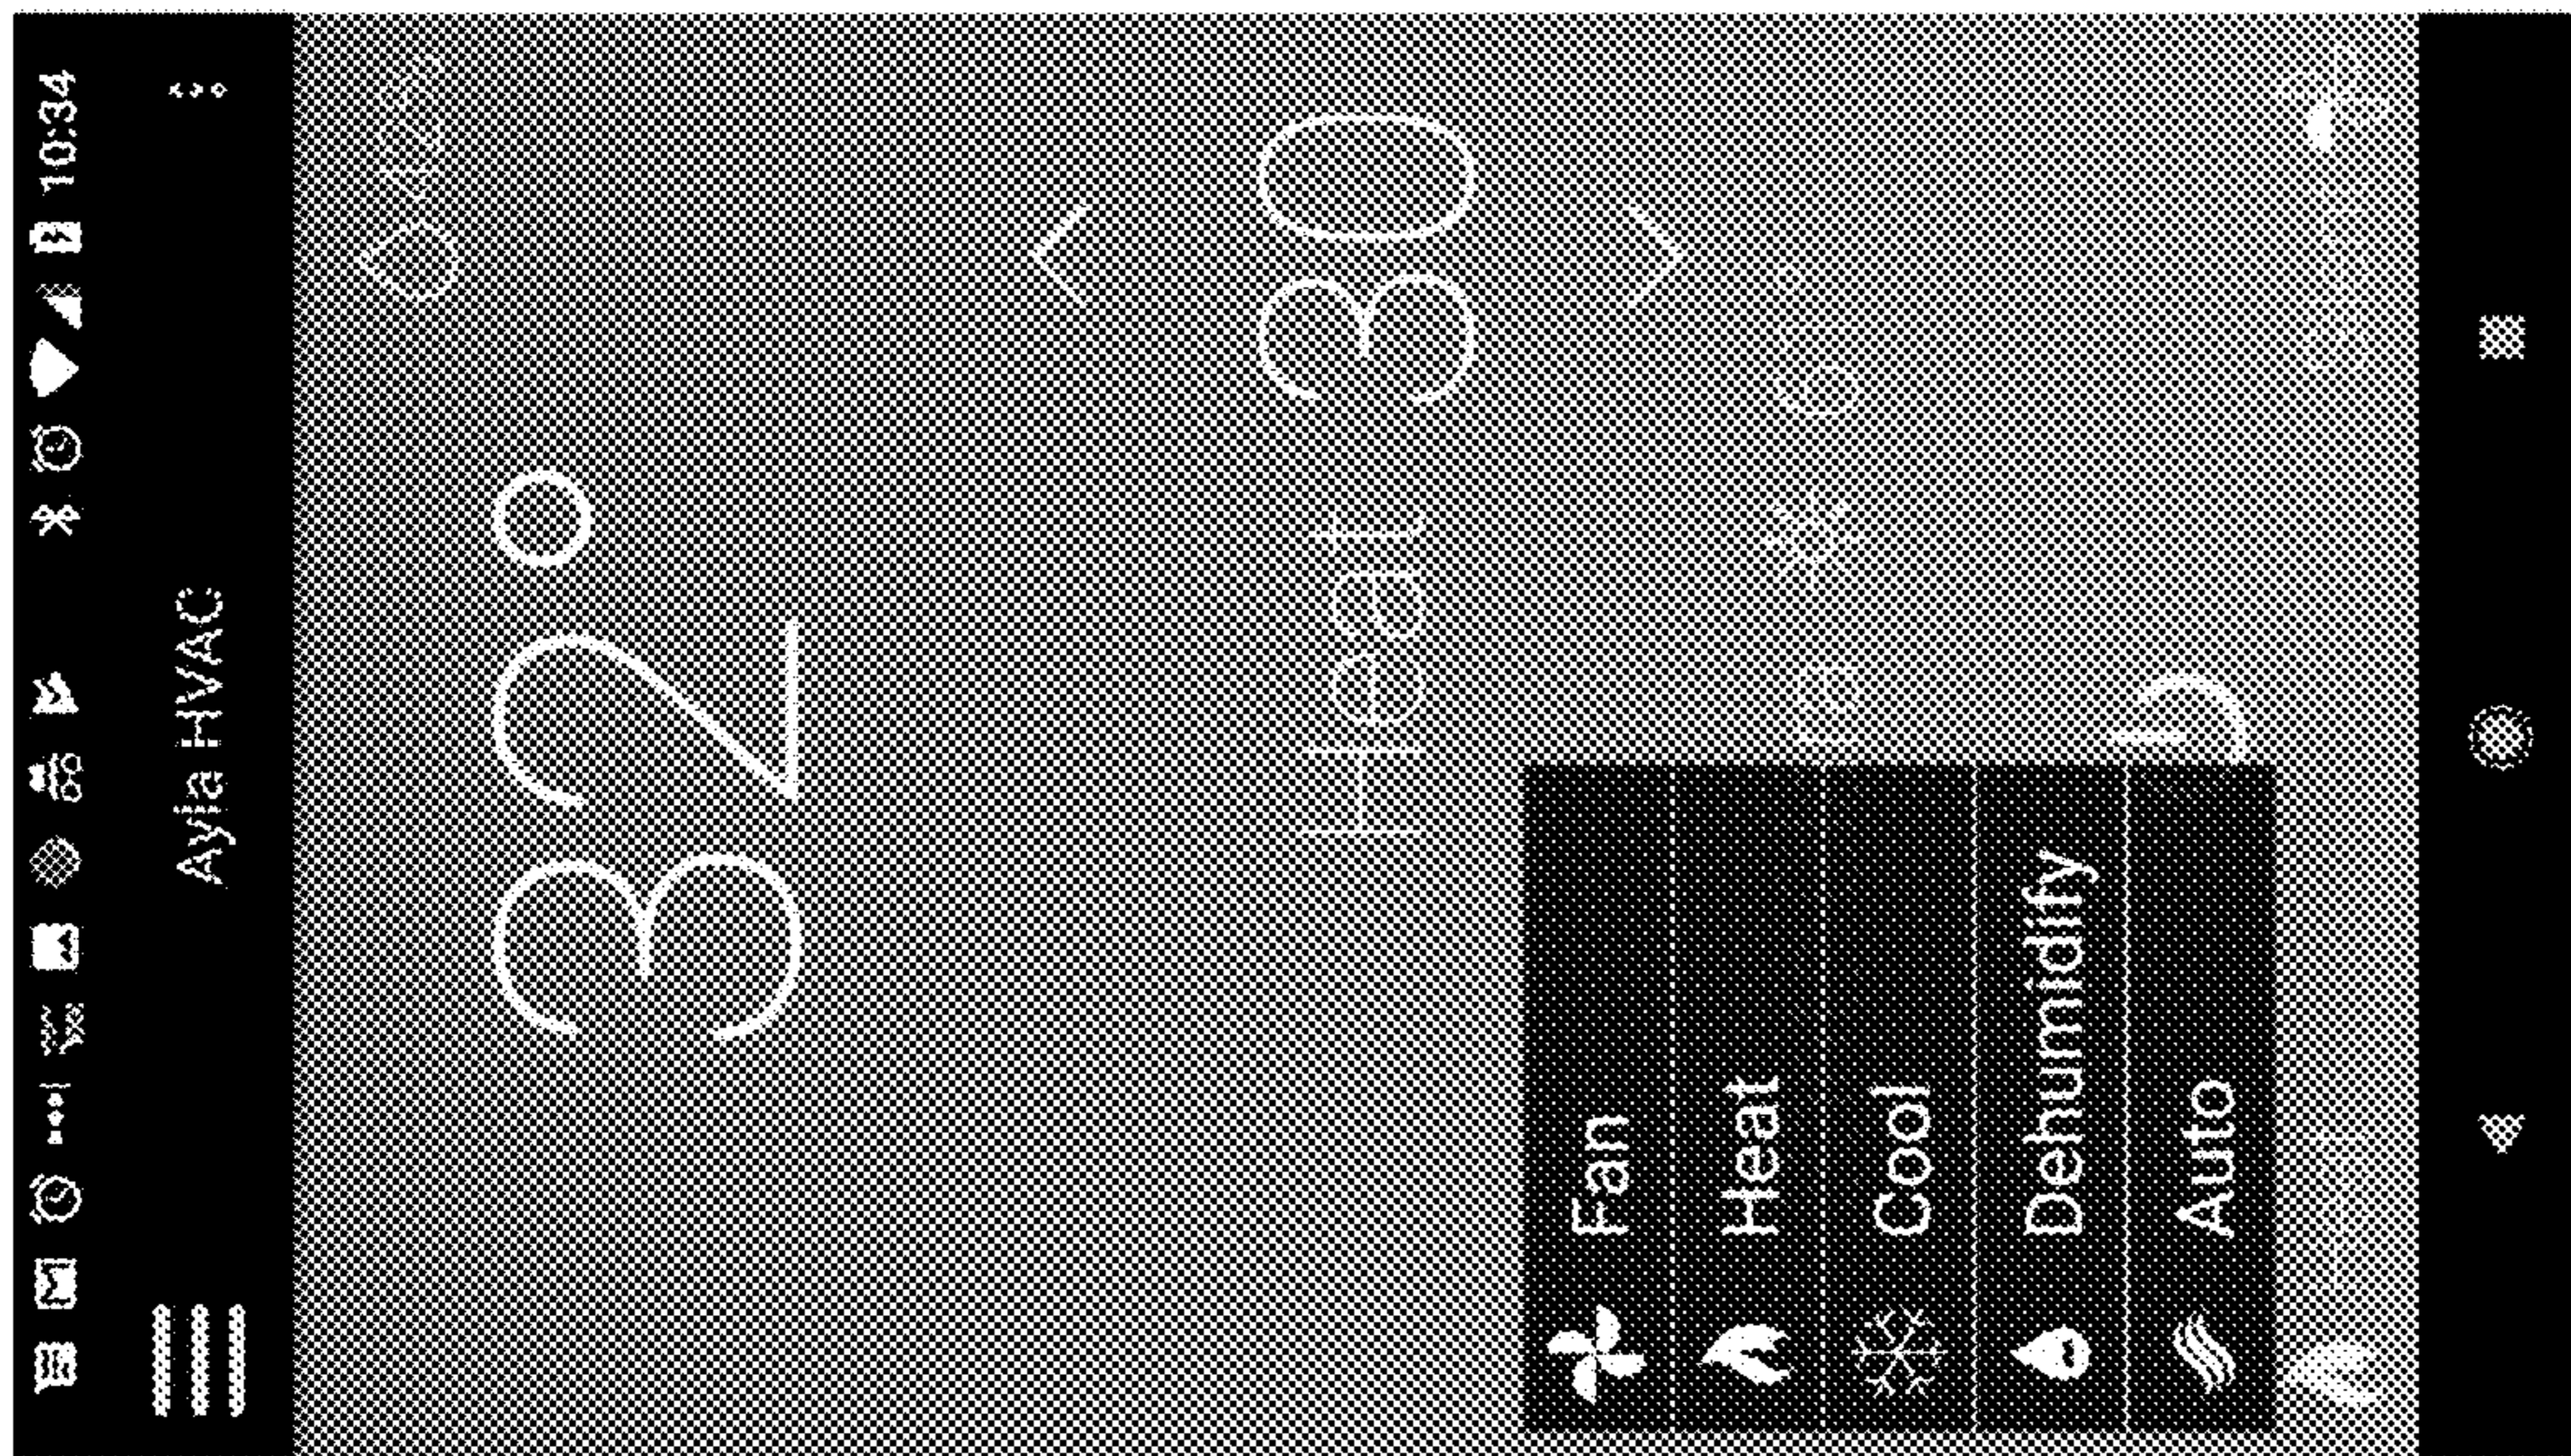 10:34
Ayla HVAC
32°
Heat 30
Fan
Heat
Cool
Dehumidify
Auto